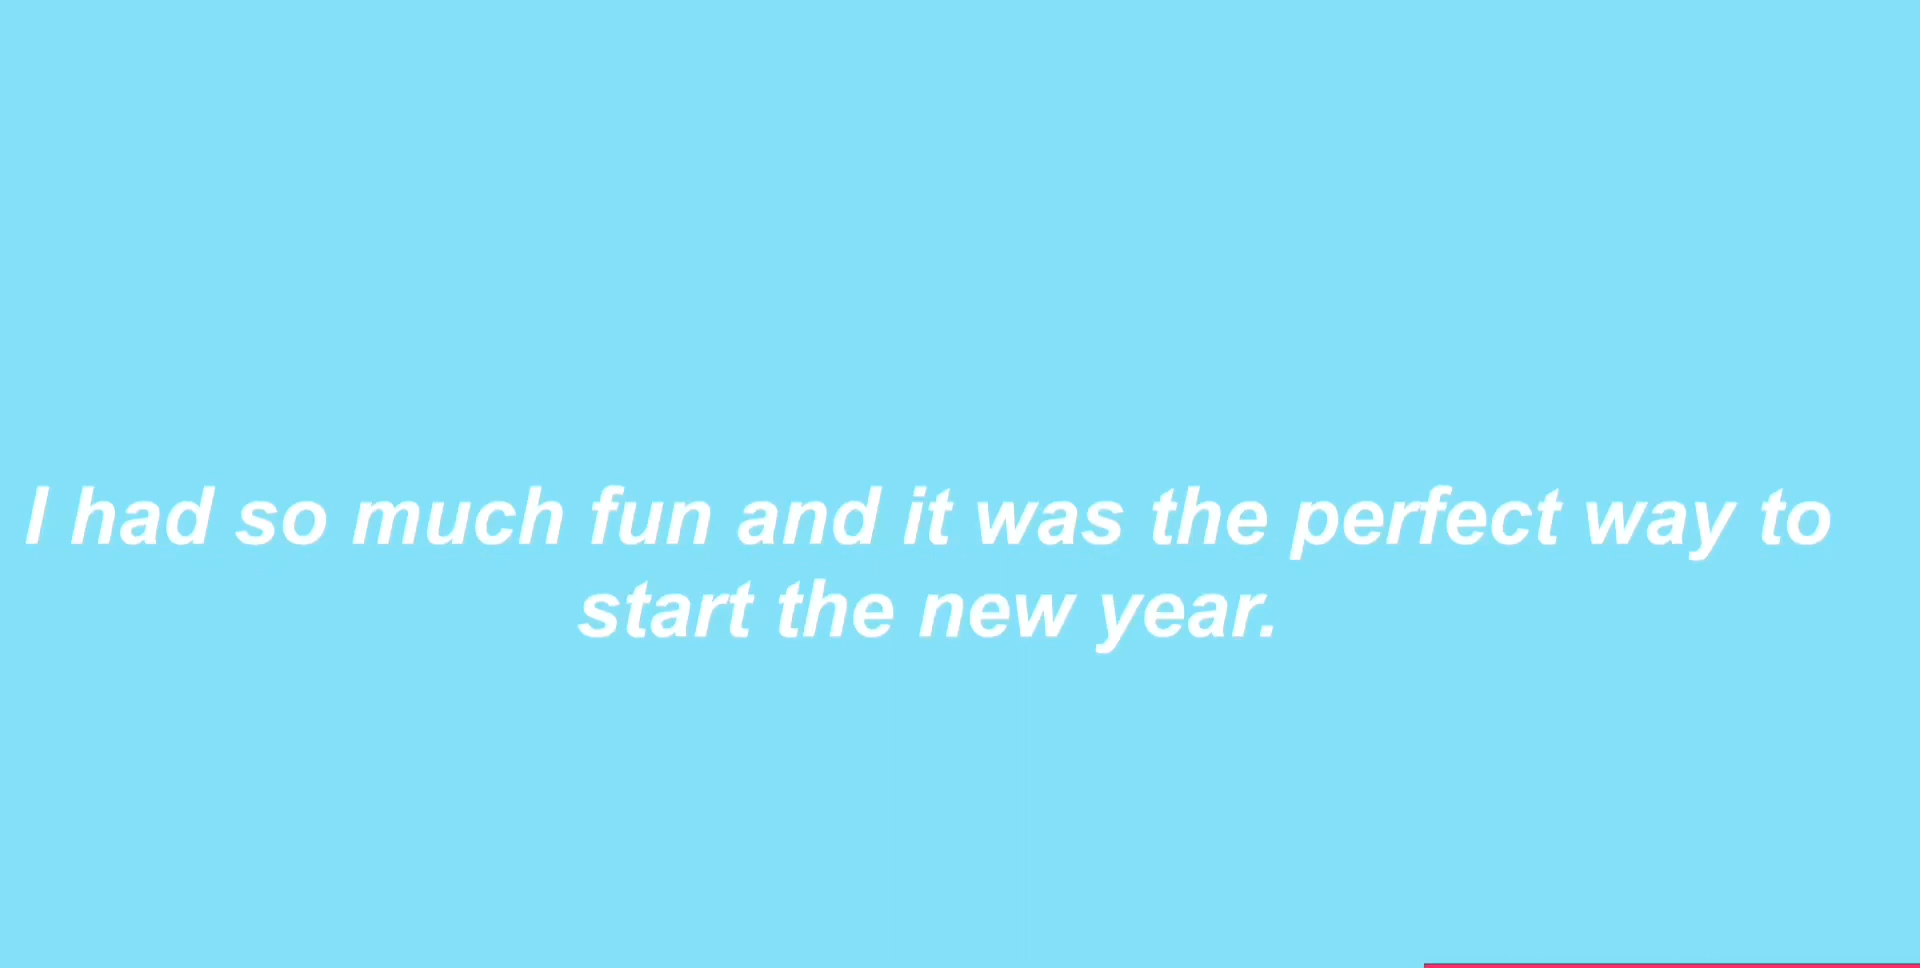 I had so much fun and it was the perfect way to
start the new year.